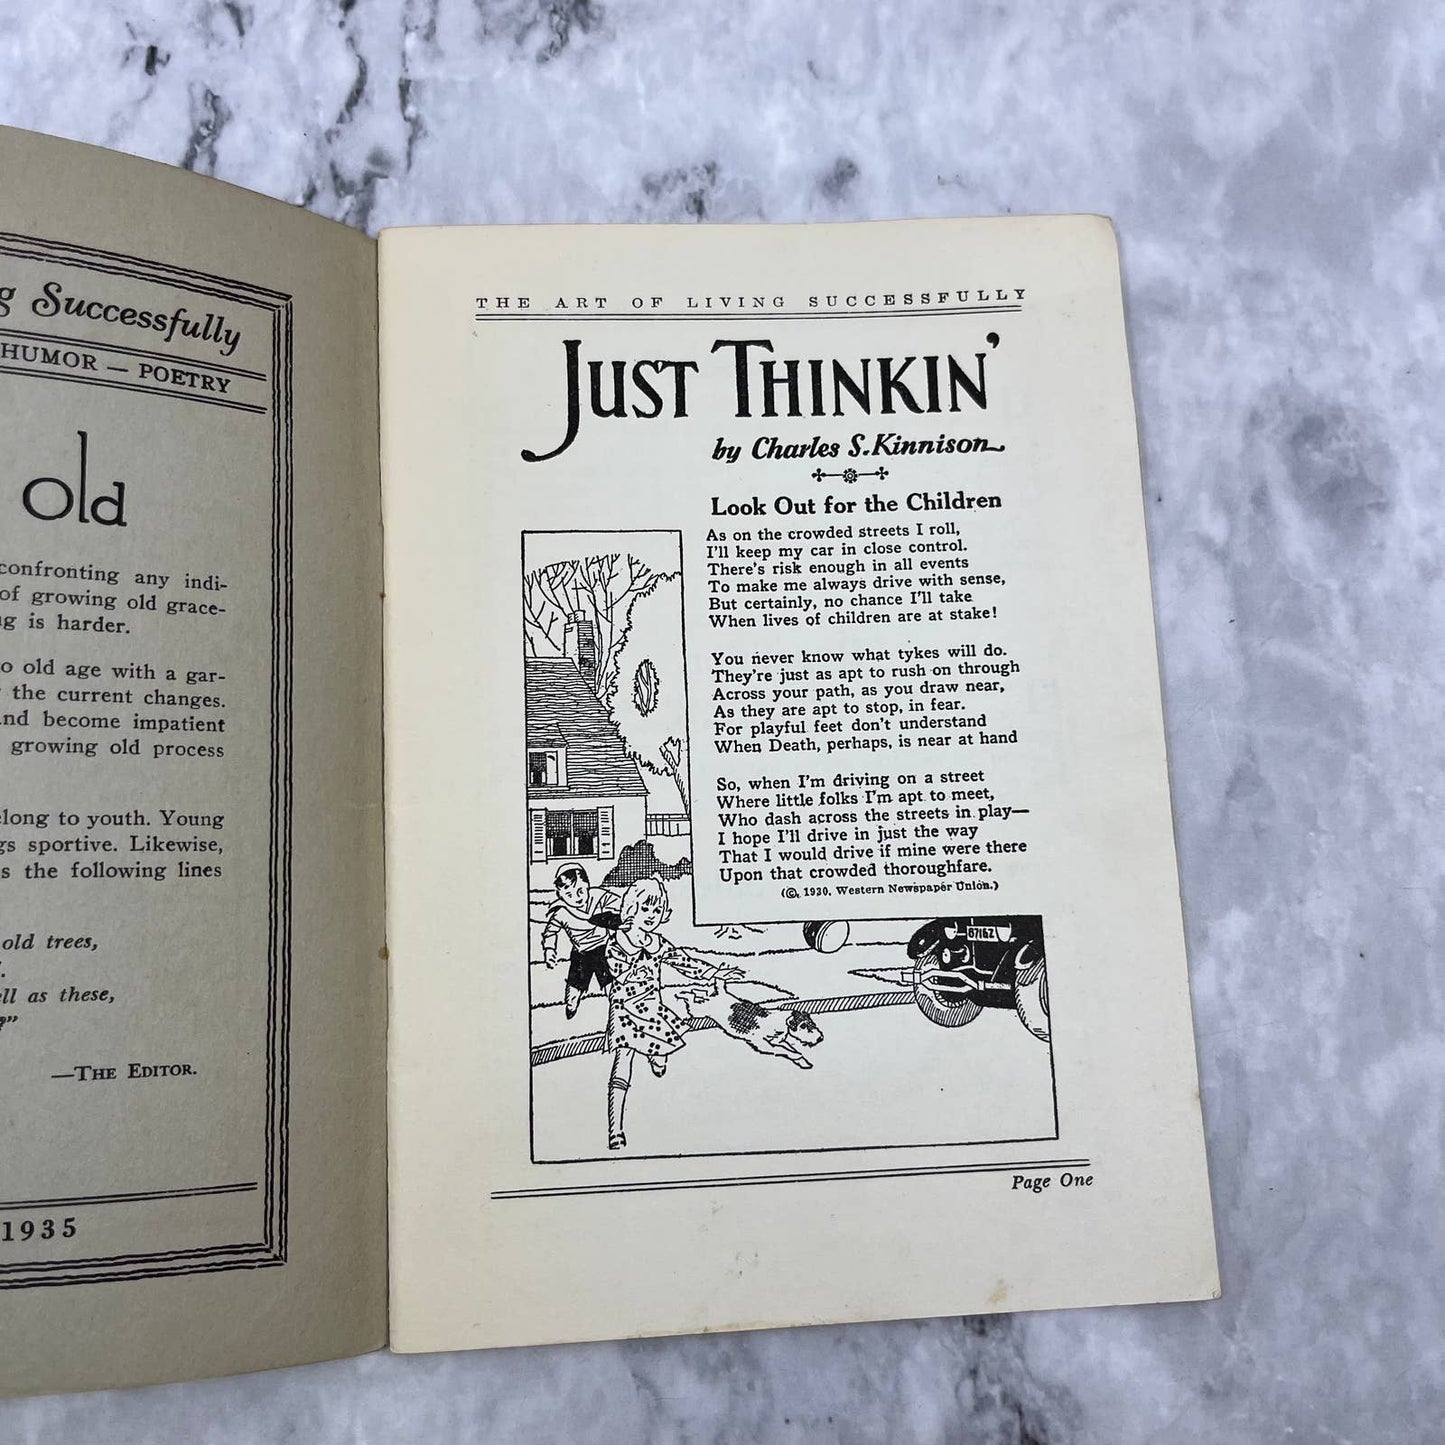 g Successfully
HUMOR — POETRY
old
confronting any indi-
of growing old grace-
is harder.
old age with a gar-
the current changes.
and become impatient
growing old process
elong to youth. Young
gs sportive. Likewise,
s the following lines
old trees,
ell as these,
?"
—THE EDITOR.
1935
THE ART OF LIVING SUCCESSFULLY
JUST THINKIN'
by Charles S. Kinnison
Look Out for the Children
As on the crowded streets I roll,
I'll keep my car in close control.
There's risk enough in all events
To make me always drive with sense,
But certainly, no chance I'll take
When lives of children are at stake!
You never know what tykes will do.
They're just as apt to rush on through
Across your path, as you draw near,
As they are apt to stop, in fear.
For playful feet don't understand
When Death, perhaps, is near at hand
So, when I'm driving on a street
Where little folks I'm apt to meet,
Who dash across the streets in play—
I hope I'll drive in just the way
That I would drive if mine were there
Upon that crowded thoroughfare.
(©, 1930, Western Newspaper Union.)
87162
Page One